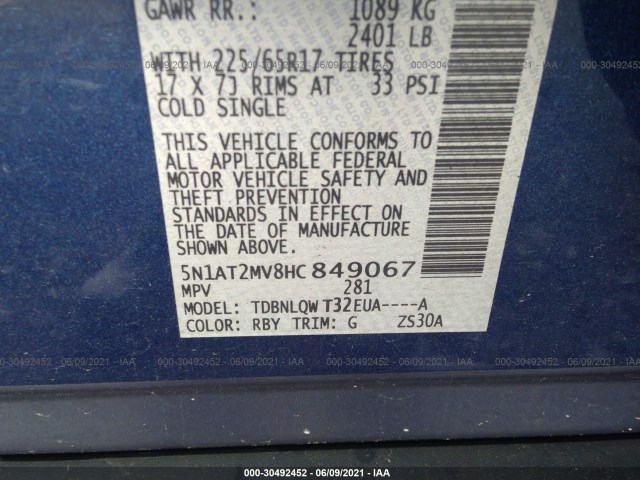 GAWR RR.: 1089 KG
2401 LB
WITH 225/65R17 TIRES
17 X 7J RIMS AT 33 PSI
COLD SINGLE
THIS VEHICLE CONFORMS TO
ALL APPLICABLE FEDERAL
MOTOR VEHICLE SAFETY AND
THEFT PREVENTION
STANDARDS IN EFFECT ON
THE DATE OF MANUFACTURE
SHOWN ABOVE.
5N1AT2MV8HC 849067
MPV 281
MODEL: TDBNLQW T32EUA----A
COLOR: RBY TRIM: G ZS30A
000-30492452 - 06/09/2021 - IAA